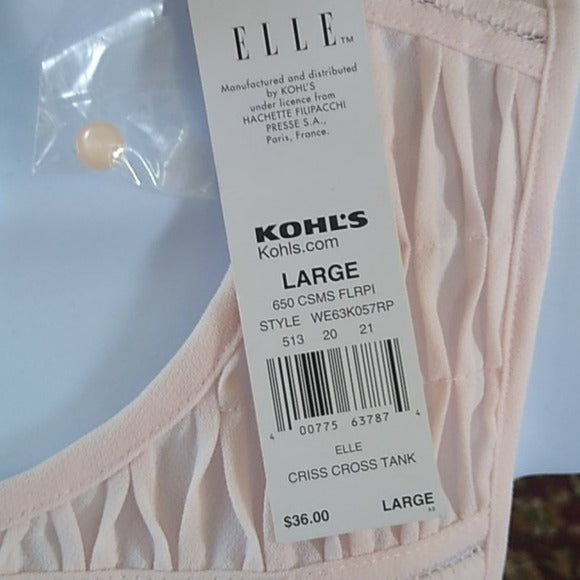 ELLE™
Manufactured and distributed
by KOHL'S
under licence from
HACHETTE FILIPACCHI
PRESSE S.A.,
Paris, France.
KOHL'S
Kohls.com
LARGE
650 CSMS FLRPI
STYLE WE63K057RP
513 20 21
4 00775 63787 4
ELLE
CRISS CROSS TANK
$36.00 LARGE